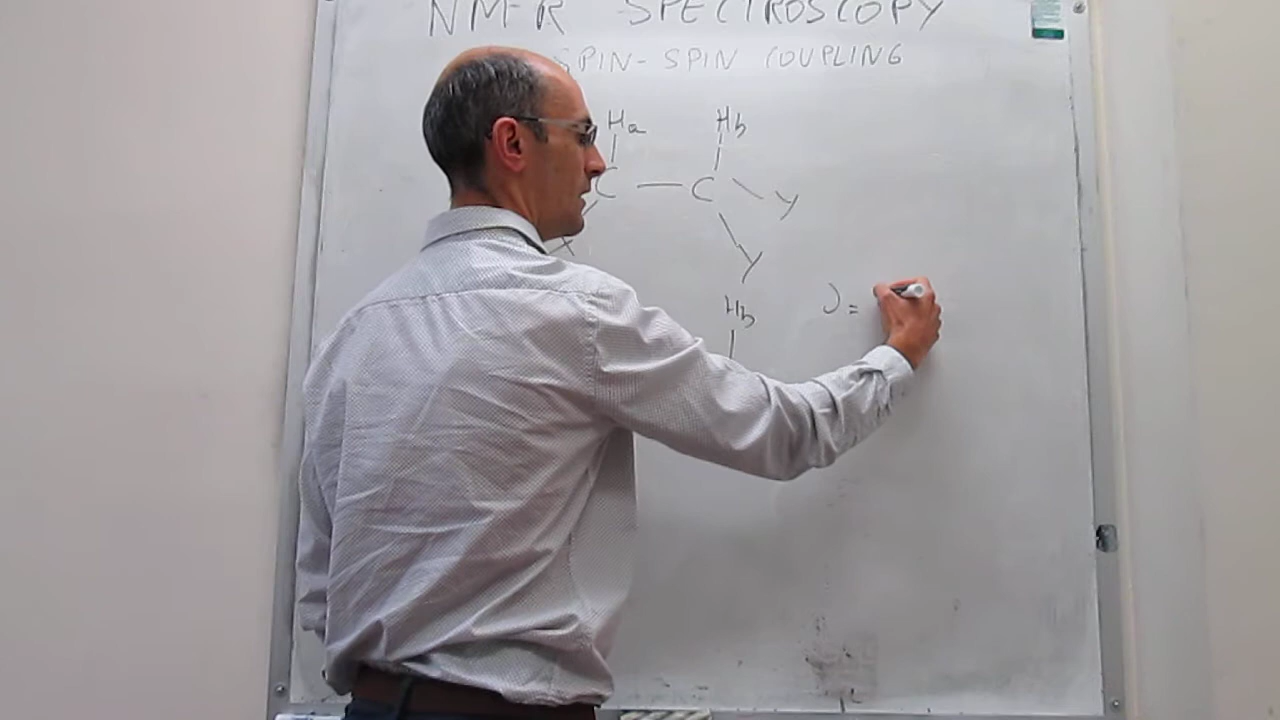 NMR SPECTROSCOPY
SPIN-SPIN COUPLING
Ha Hb
C — C y
x y
Hb
J =